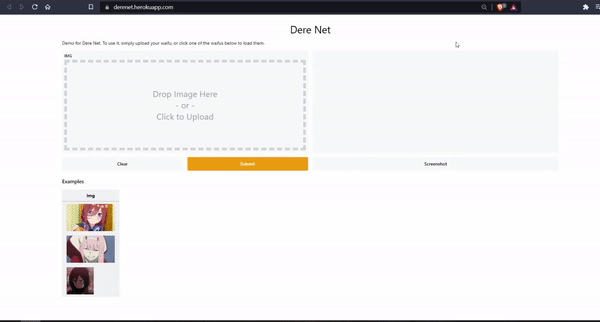 derenet.herokuapp.com
Dere Net
Demo for Dere Net. To use it, simply upload your waifu, or click one of the waifus below to load them.
IMG
Drop Image Here
- or -
Click to Upload
Clear
Submit
Screenshot
Examples
img